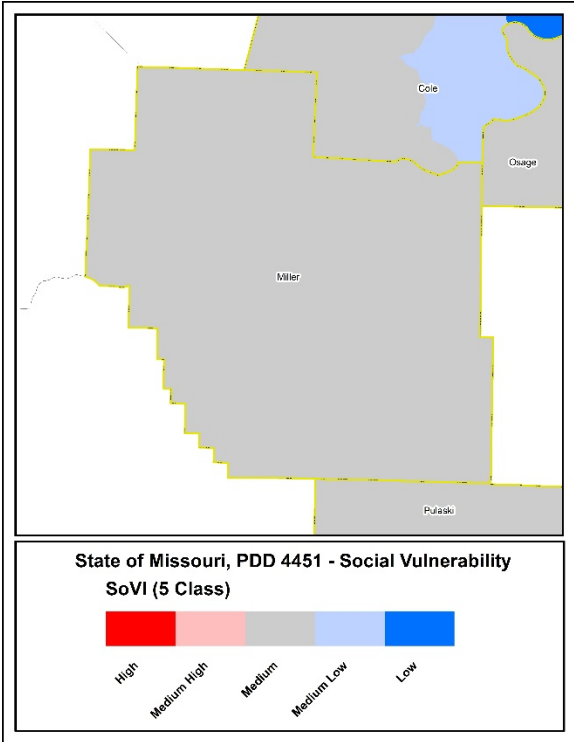 Cole
Osage
Miller
Pulaski
State of Missouri, PDD 4451 - Social Vulnerability
SoVI (5 Class)
High
Medium High
Medium
Medium Low
Low